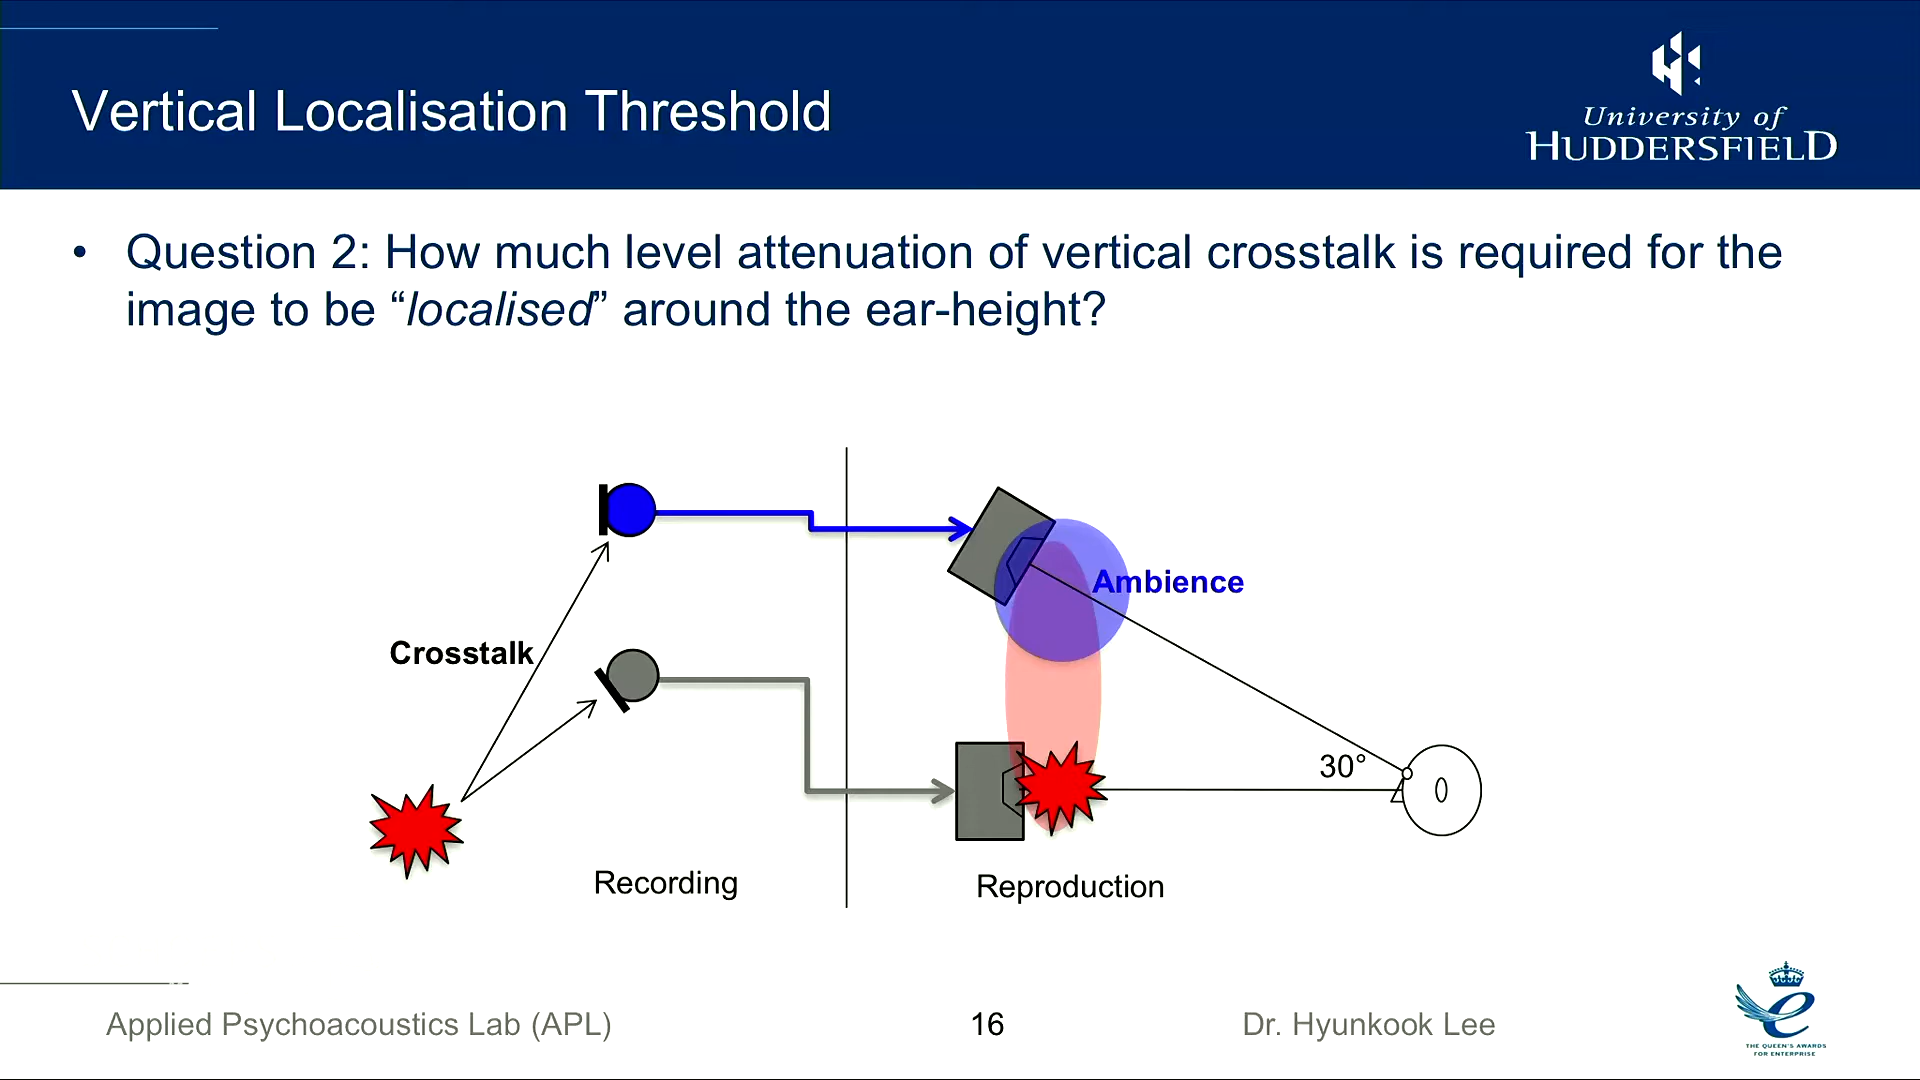 Vertical Localisation Threshold
University of
HUDDERSFIELD
• Question 2: How much level attenuation of vertical crosstalk is required for the
image to be “localised” around the ear-height?
Ambience
Crosstalk
30°
Recording
Reproduction
Applied Psychoacoustics Lab (APL)
16
Dr. Hyunkook Lee
THE QUEEN'S AWARDS
FOR ENTERPRISE